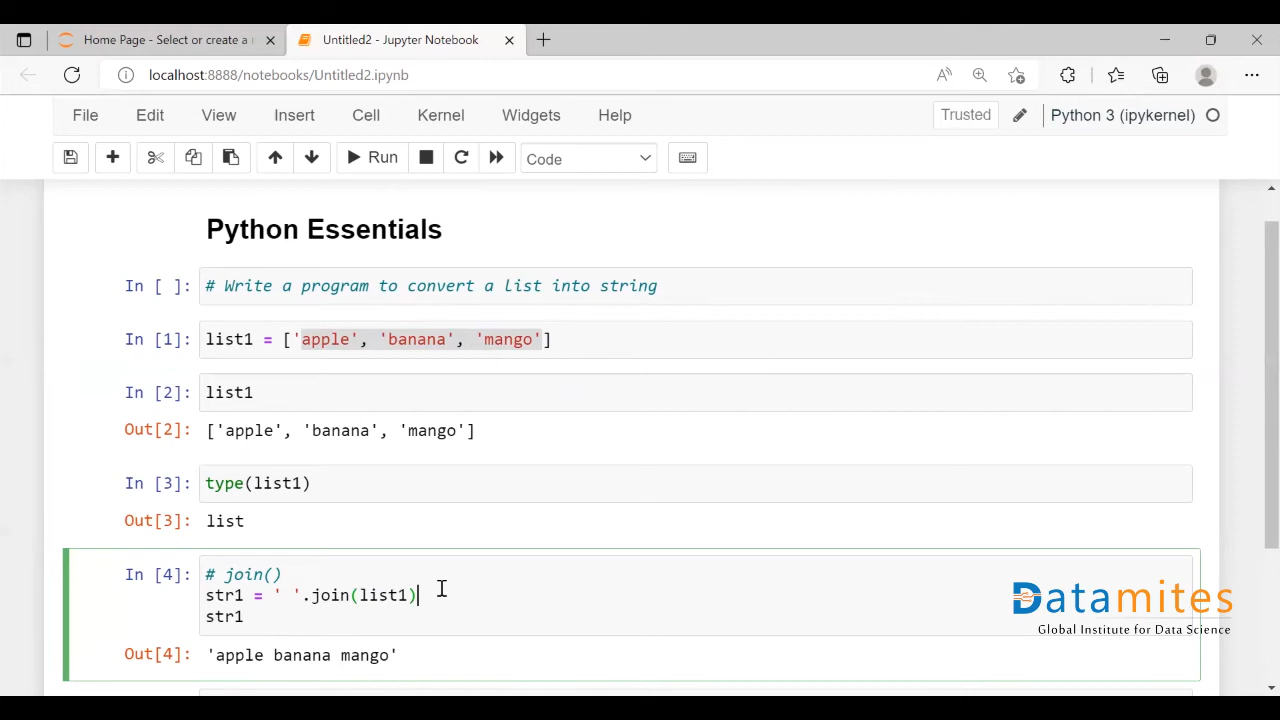 Home Page - Select or create a n
Untitled2 - Jupyter Notebook
localhost:8888/notebooks/Untitled2.ipynb
File Edit View Insert Cell Kernel Widgets Help
Trusted
Python 3 (ipykernel)
Run
Code
Python Essentials
In [ ]: # Write a program to convert a list into string
In [1]: list1 = ['apple', 'banana', 'mango']
In [2]: list1
Out[2]: ['apple', 'banana', 'mango']
In [3]: type(list1)
Out[3]: list
In [4]: # join()
str1 = ' '.join(list1)
str1
Out[4]: 'apple banana mango'
Datamites
Global Institute for Data Science